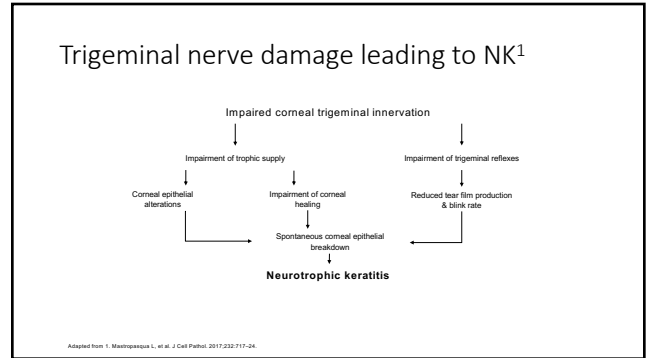 Trigeminal nerve damage leading to NK¹
Impaired corneal trigeminal innervation
Impairment of trophic supply
Impairment of trigeminal reflexes
Corneal epithelial
alterations
Impairment of corneal
healing
Reduced tear film production
& blink rate
Spontaneous corneal epithelial
breakdown
Neurotrophic keratitis
Adapted from 1. Mastropasqua L, et al. J Cell Pathol. 2017;232:717–24.